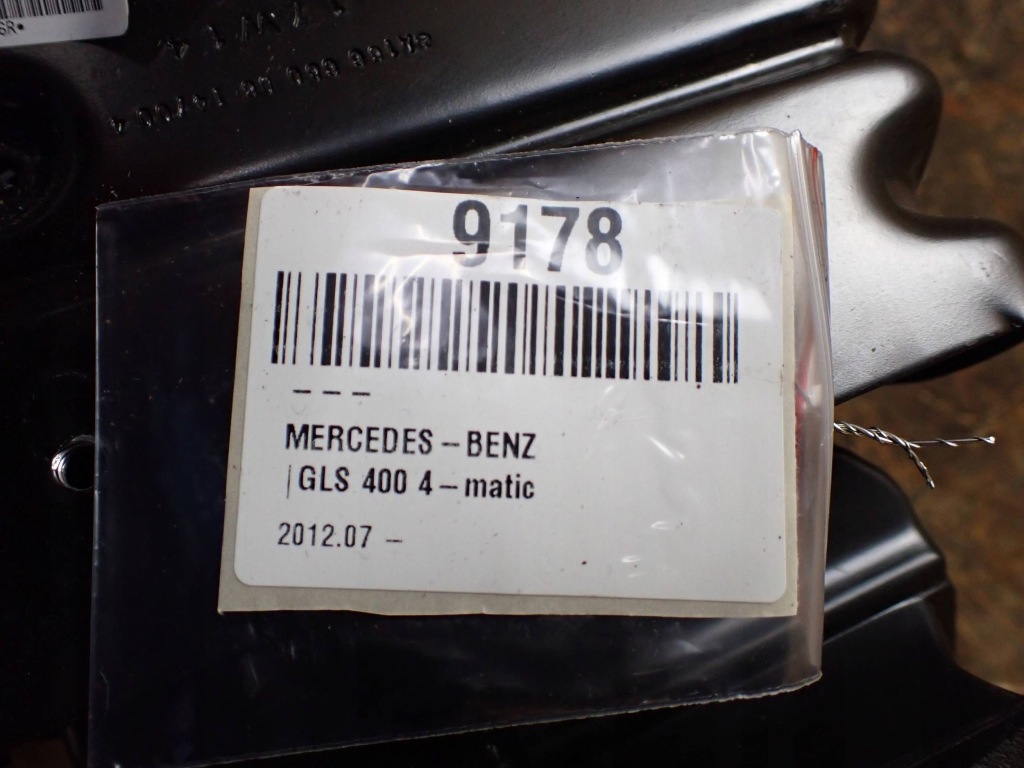 9178
– – –
MERCEDES – BENZ
|GLS 400 4 – matic
2012.07 –